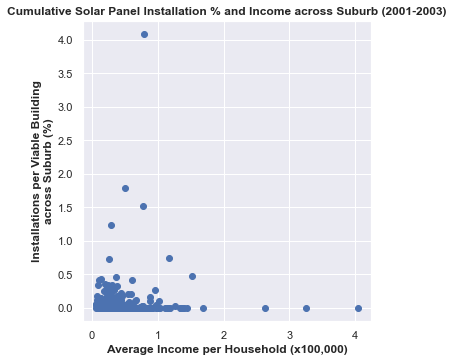 Cumulative Solar Panel Installation % and Income across Suburb (2001-2003)
4.0
3.5
3.0
2.5
2.0
1.5
1.0
0.5
0.0
Installations per Viable Building
across Suburb (%)
0 1 2 3 4
Average Income per Household (x100,000)